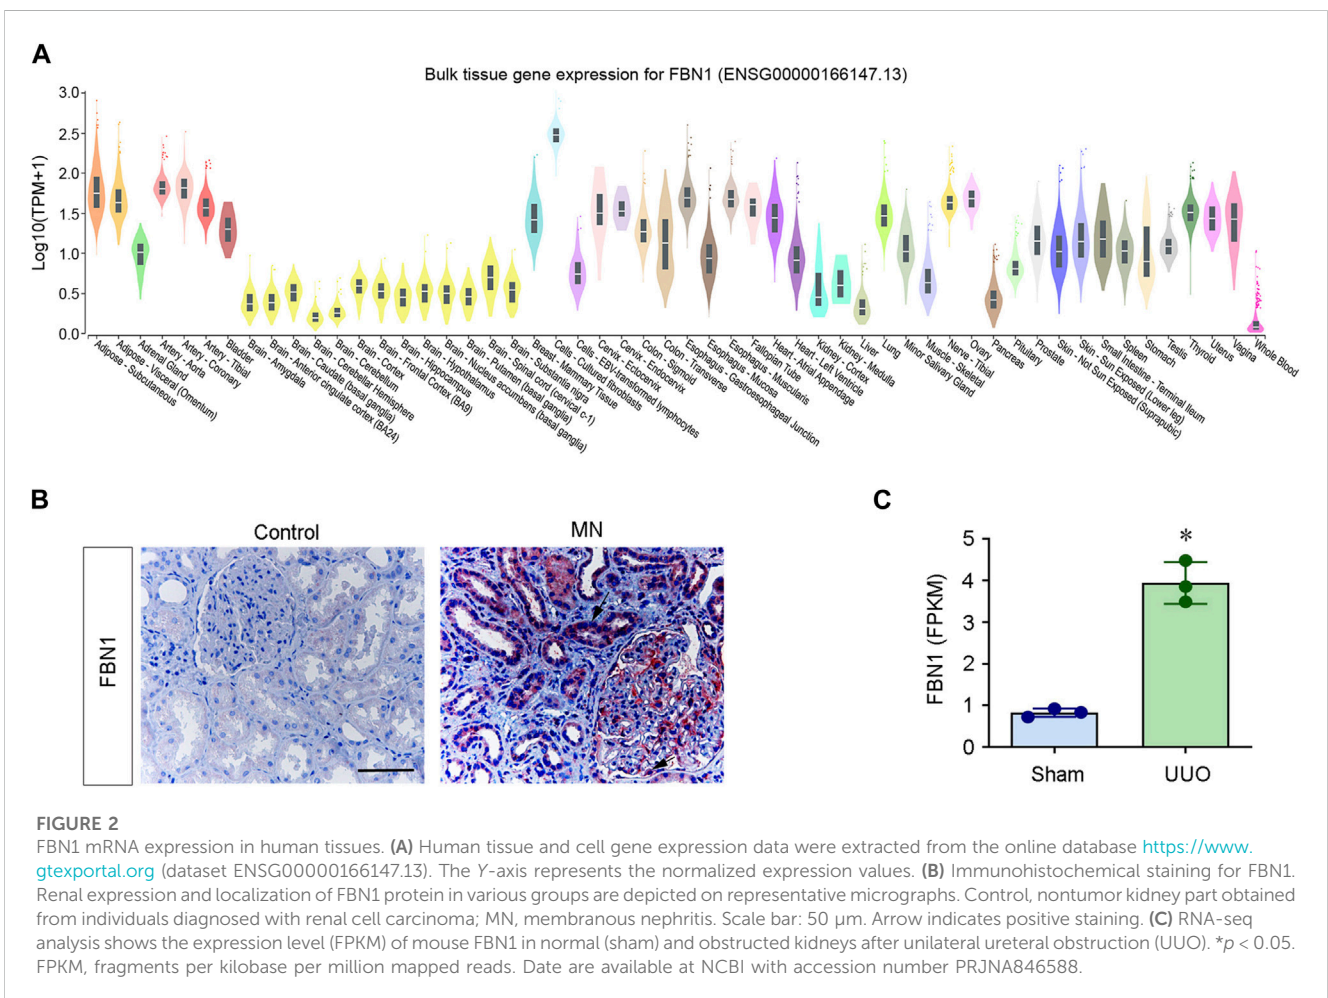 A
Bulk tissue gene expression for FBN1 (ENSG00000166147.13)
Log10(TPM+1)
3.0
2.5
2.0
1.5
1.0
0.5
0.0
Adipose - Subcutaneous
Adipose - Visceral (Omentum)
Adrenal Gland
Artery - Aorta
Artery - Coronary
Artery - Tibial
Bladder
Brain - Amygdala
Brain - Anterior cingulate cortex (BA24)
Brain - Caudate (basal ganglia)
Brain - Cerebellar Hemisphere
Brain - Cerebellum
Brain - Cortex
Brain - Frontal Cortex (BA9)
Brain - Hippocampus
Brain - Hypothalamus
Brain - Nucleus accumbens (basal ganglia)
Brain - Putamen (basal ganglia)
Brain - Spinal cord (cervical c-1)
Brain - Substantia nigra
Breast - Mammary Tissue
Cells - Cultured fibroblasts
Cells - EBV-transformed lymphocytes
Cervix - Ectocervix
Cervix - Endocervix
Colon - Sigmoid
Colon - Transverse
Esophagus - Gastroesophageal Junction
Esophagus - Mucosa
Esophagus - Muscularis
Fallopian Tube
Heart - Atrial Appendage
Heart - Left Ventricle
Kidney - Cortex
Kidney - Medulla
Liver
Lung
Minor Salivary Gland
Muscle - Skeletal
Nerve - Tibial
Ovary
Pancreas
Pituitary
Prostate
Skin - Not Sun Exposed (Suprapubic)
Skin - Sun Exposed (Lower leg)
Small Intestine - Terminal Ileum
Spleen
Stomach
Testis
Thyroid
Uterus
Vagina
Whole Blood
B
Control
MN
FBN1
C
FBN1 (FPKM)
5
4
3
2
1
0
*
Sham
UUO
FIGURE 2
FBN1 mRNA expression in human tissues. (A) Human tissue and cell gene expression data were extracted from the online database https://www.
gtexportal.org (dataset ENSG00000166147.13). The Y-axis represents the normalized expression values. (B) Immunohistochemical staining for FBN1.
Renal expression and localization of FBN1 protein in various groups are depicted on representative micrographs. Control, nontumor kidney part obtained
from individuals diagnosed with renal cell carcinoma; MN, membranous nephritis. Scale bar: 50 μm. Arrow indicates positive staining. (C) RNA-seq
analysis shows the expression level (FPKM) of mouse FBN1 in normal (sham) and obstructed kidneys after unilateral ureteral obstruction (UUO). *p < 0.05.
FPKM, fragments per kilobase per million mapped reads. Date are available at NCBI with accession number PRJNA846588.